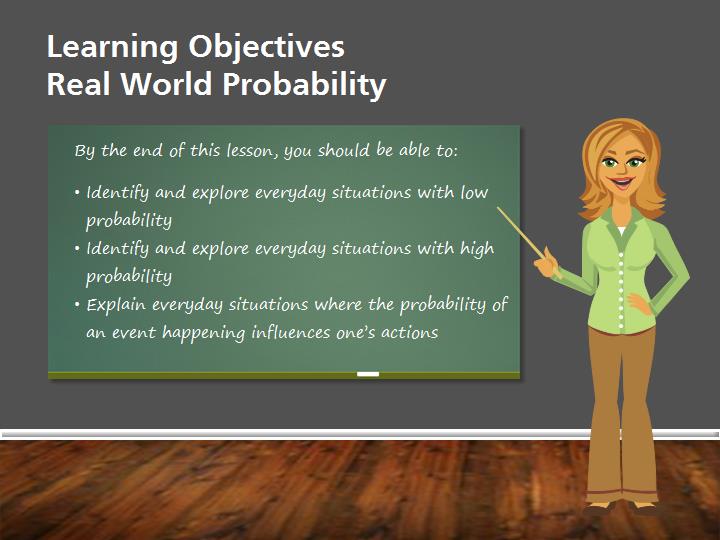 Learning Objectives
Real World Probability
By the end of this lesson, you should be able to:
• Identify and explore everyday situations with low
probability
• Identify and explore everyday situations with high
probability
• Explain everyday situations where the probability of
an event happening influences one's actions